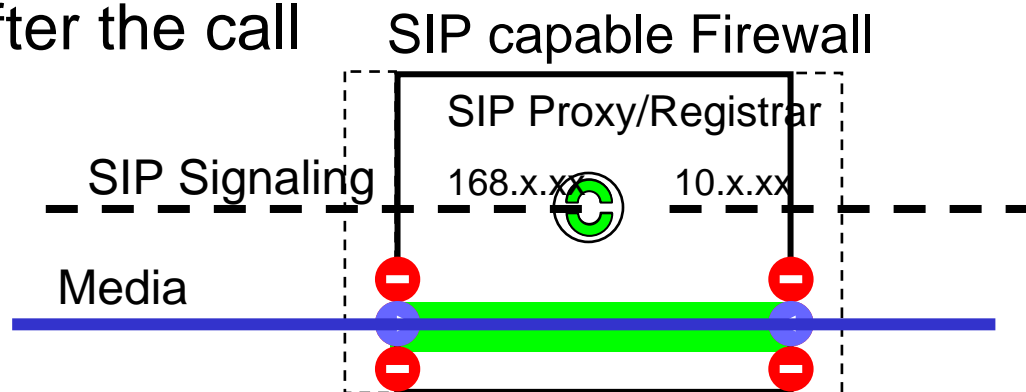 fter the call
SIP capable Firewall
SIP Proxy/Registrar
SIP Signaling
168.x.xx
10.x.xx
Media